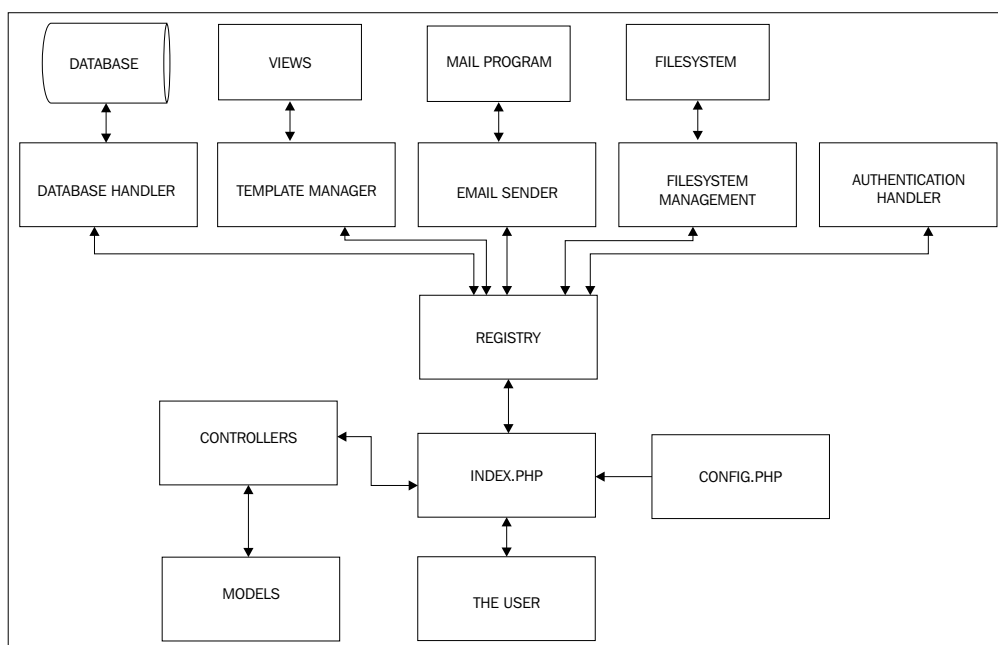 DATABASE
VIEWS
MAIL PROGRAM
FILESYSTEM
DATABASE HANDLER
TEMPLATE MANAGER
EMAIL SENDER
FILESYSTEM
MANAGEMENT
AUTHENTICATION
HANDLER
REGISTRY
CONTROLLERS
INDEX.PHP
CONFIG.PHP
MODELS
THE USER